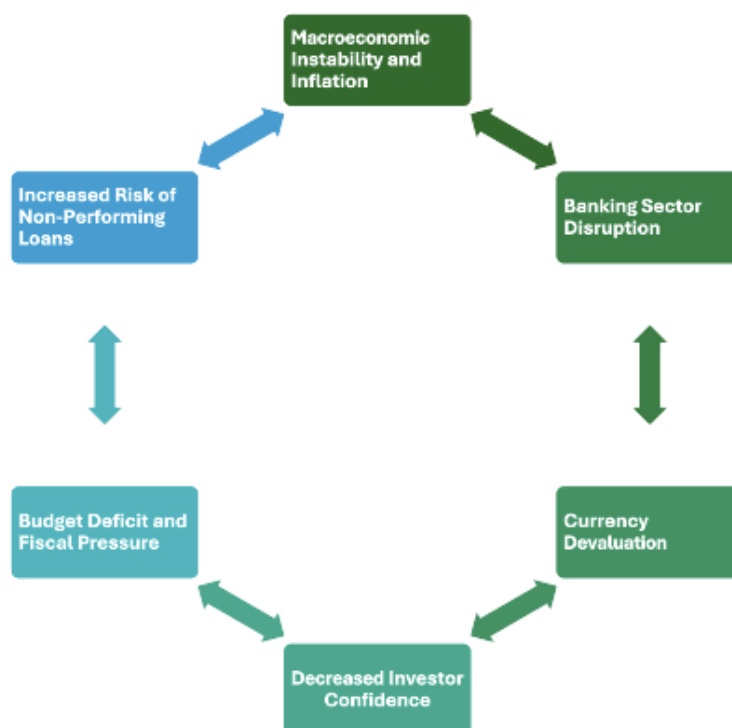 Macroeconomic
Instability and
Inflation
Increased Risk of
Non-Performing
Loans
Banking Sector
Disruption
Budget Deficit and
Fiscal Pressure
Currency
Devaluation
Decreased Investor
Confidence